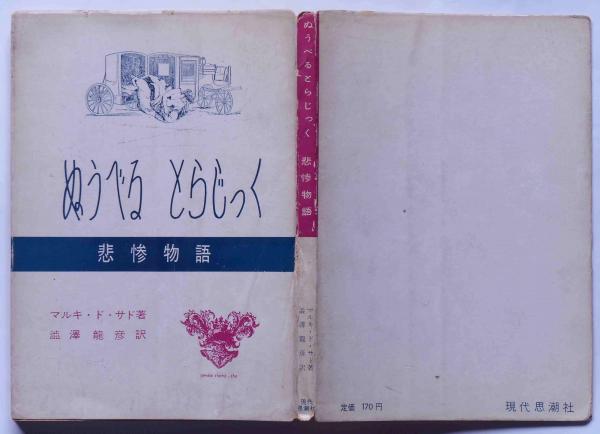 ぬうべる とらじっく
悲惨物語
マルキ・ド・サド著
澁澤龍彦訳
ぬうべるとらじっく 悲惨物語
マルキ・ド・サド著
澁澤龍彦訳
現代
思潮社
定価 170円
現代思潮社